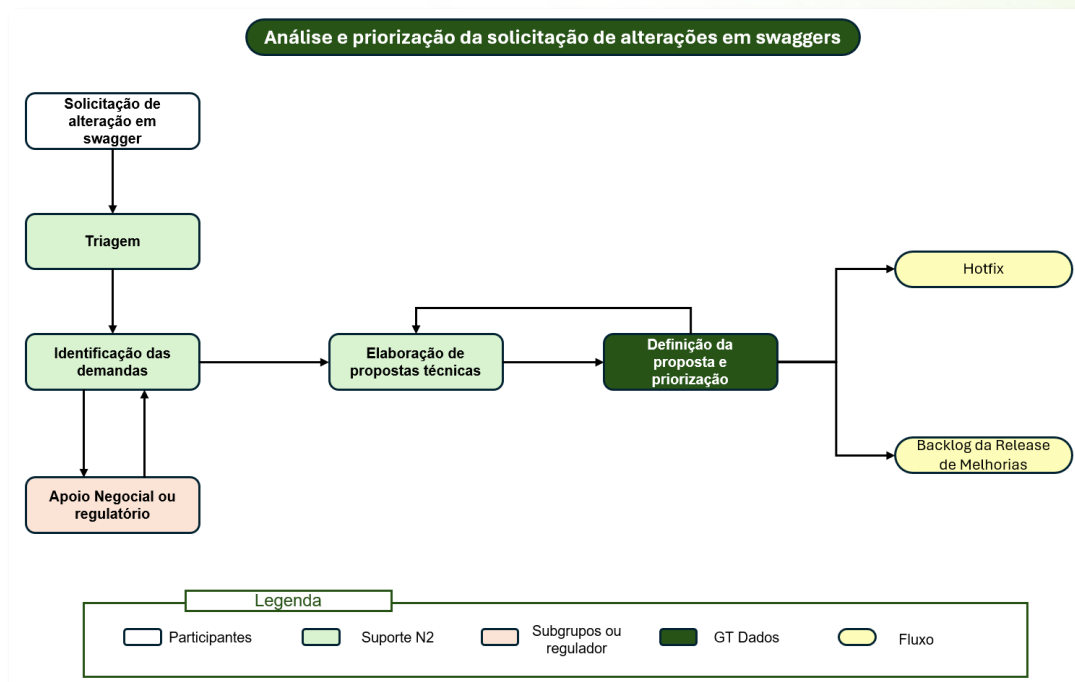 Análise e priorização da solicitação de alterações em swaggers
Solicitação de
alteração em
swagger
Triagem
Identificação das
demandas
Apoio Negocial ou
regulatório
Elaboração de
propostas técnicas
Definição da
proposta e
priorização
Hotfix
Backlog da Release
de Melhorias
Legenda
Participantes
Suporte N2
Subgrupos ou
regulador
GT Dados
Fluxo